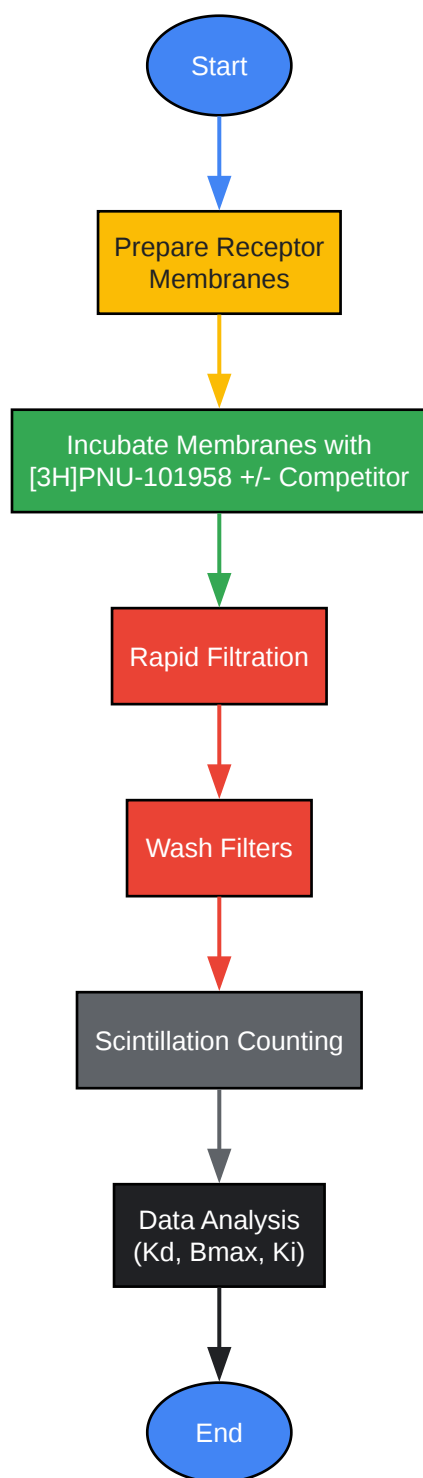 Start
Prepare Receptor
Membranes
Incubate Membranes with
[3H]PNU-101958 +/- Competitor
Rapid Filtration
Wash Filters
Scintillation Counting
Data Analysis
(Kd, Bmax, Ki)
End